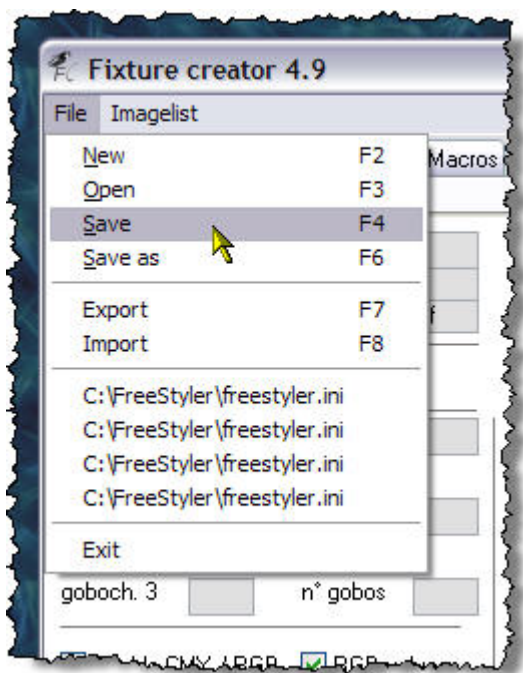 Fixture creator 4.9
File Imagelist
New F2
Macros
Open F3
Save F4
Save as F6
Export F7
Import F8
C:\FreeStyler\freestyler.ini
C:\FreeStyler\freestyler.ini
C:\FreeStyler\freestyler.ini
C:\FreeStyler\freestyler.ini
Exit
goboch. 3 n° gobos